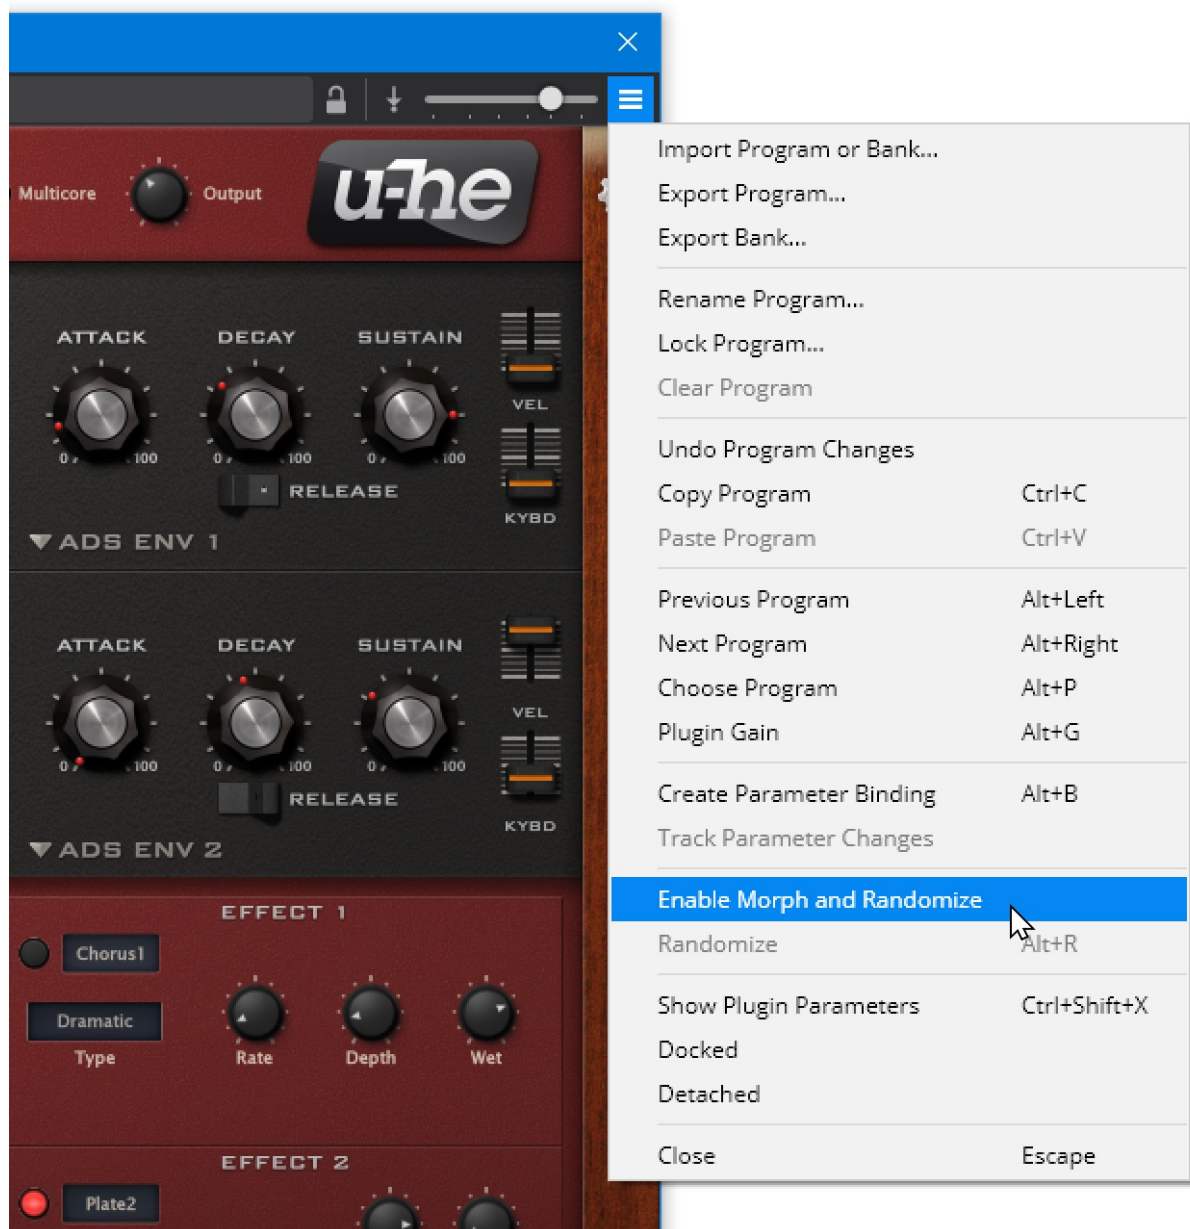 Multicore
Output
u-he
ATTACK
DECAY
SUSTAIN
VEL
0 100
0 100
0 100
RELEASE
KYBD
ADS ENV 1
ATTACK
DECAY
SUSTAIN
VEL
0 100
0 100
0 100
RELEASE
KYBD
ADS ENV 2
EFFECT 1
Chorus1
Dramatic
Type
Rate
Depth
Wet
EFFECT 2
Plate2
Import Program or Bank...
Export Program...
Export Bank...
Rename Program...
Lock Program...
Clear Program
Undo Program Changes
Copy Program Ctrl+C
Paste Program Ctrl+V
Previous Program Alt+Left
Next Program Alt+Right
Choose Program Alt+P
Plugin Gain Alt+G
Create Parameter Binding Alt+B
Track Parameter Changes
Enable Morph and Randomize
Randomize Alt+R
Show Plugin Parameters Ctrl+Shift+X
Docked
Detached
Close Escape